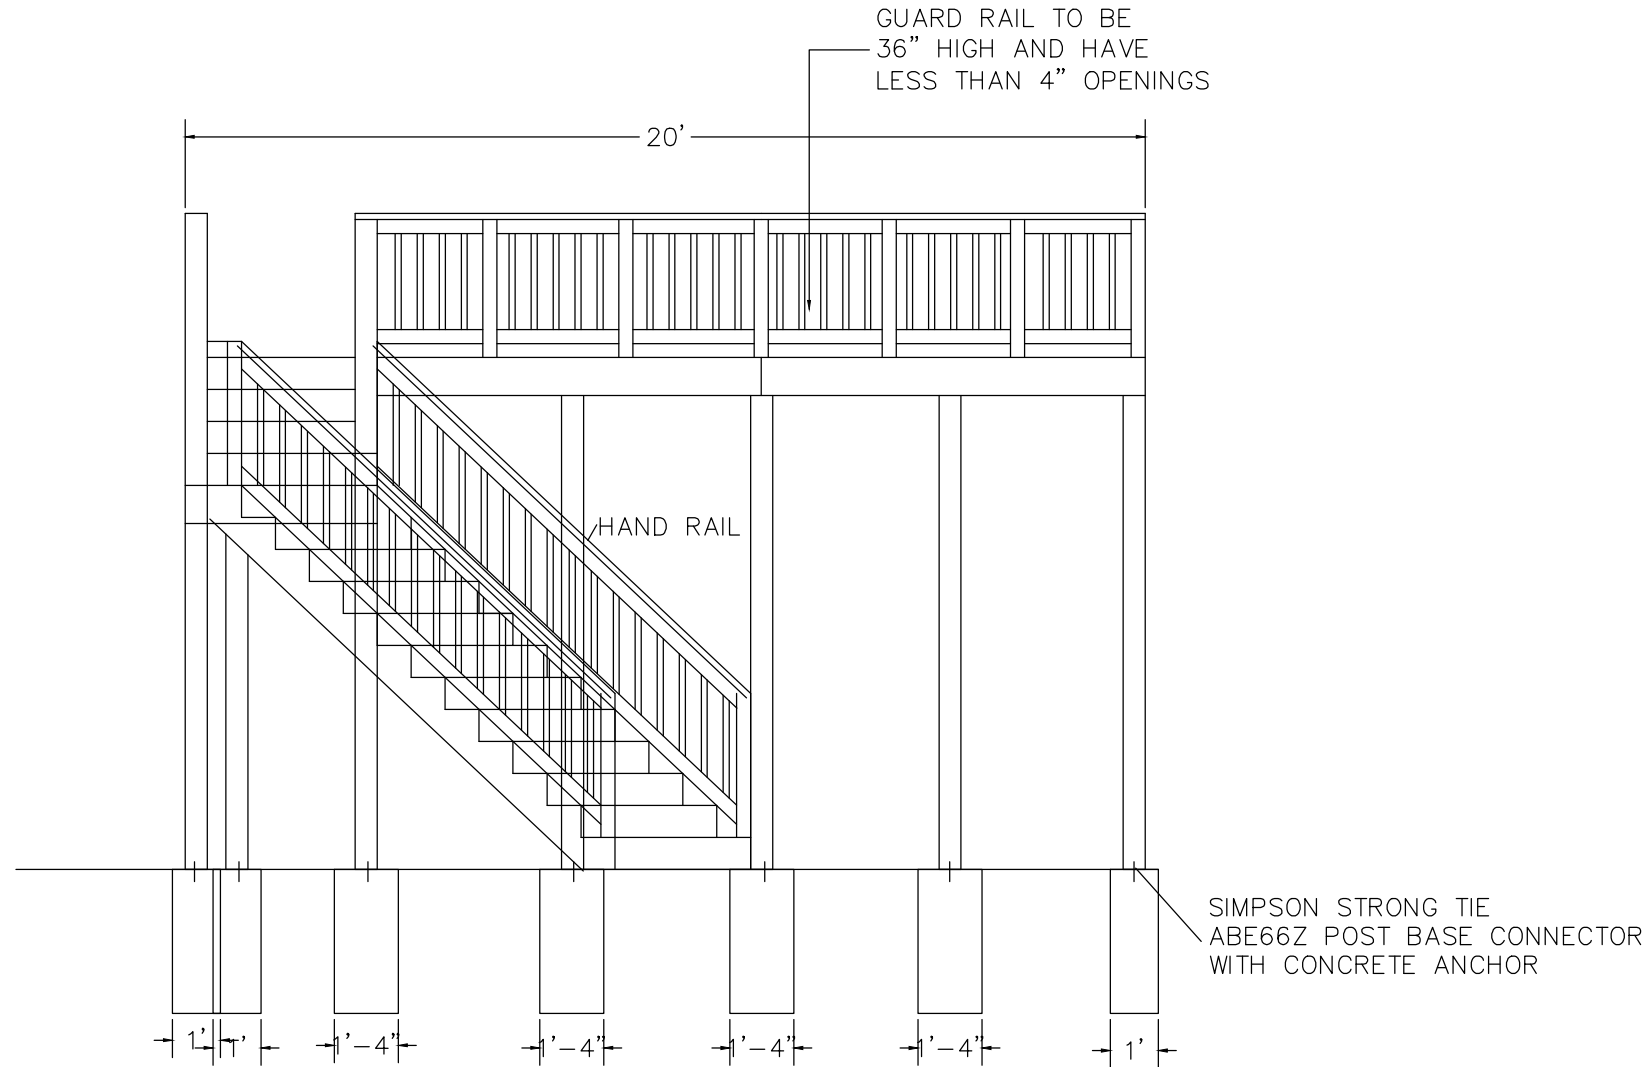 GUARD RAIL TO BE
36” HIGH AND HAVE
LESS THAN 4” OPENINGS
20’
HAND RAIL
SIMPSON STRONG TIE
ABE66Z POST BASE CONNECTOR
WITH CONCRETE ANCHOR
1’
1’
1’-4”
1’-4”
1’-4”
1’-4”
1’